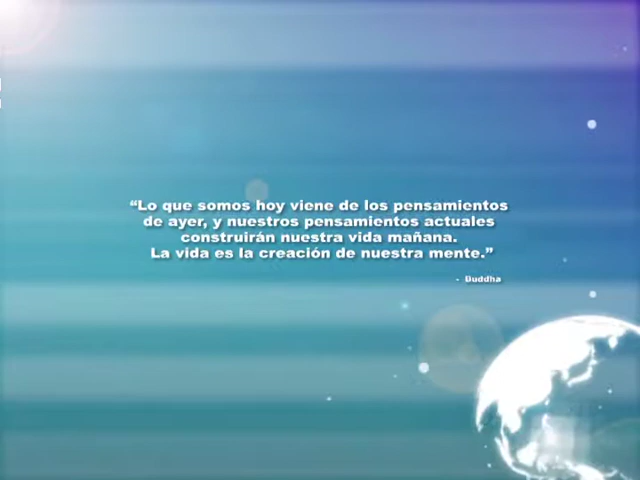 “Lo que somos hoy viene de los pensamientos
de ayer, y nuestros pensamientos actuales
construirán nuestra vida mañana.
La vida es la creación de nuestra mente.”
- Buddha